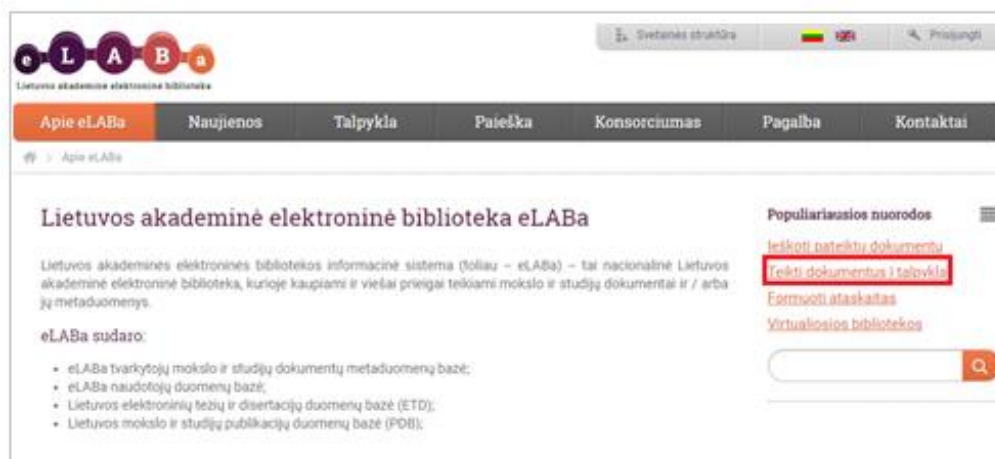 Svetainės struktūra
Prisijungti
e L A B a
Lietuvos akademinė elektroninė biblioteka
Apie eLABa Naujienos Talpykla Paieška Konsorciumas Pagalba Kontaktai
> Apie eLABa
Lietuvos akademinė elektroninė biblioteka eLABa
Lietuvos akademinės elektroninės bibliotekos informacinė sistema (toliau – eLABa) – tai nacionalinė Lietuvos
akademinė elektroninė biblioteka, kurioje kaupiami ir viešai prieigai teikiami mokslo ir studijų dokumentai ir / arba
jų metaduomenys.
eLABa sudaro:
• eLABa tvarkytojų mokslo ir studijų dokumentų metaduomenų bazė;
• eLABa naudotojų duomenų bazė;
• Lietuvos elektroninių tezių ir disertacijų duomenų bazė (ETD);
• Lietuvos mokslo ir studijų publikacijų duomenų bazė (PDB);
Populiariausios nuorodos
Ieškoti pateiktų dokumentų
Teikti dokumentus į talpyklą
Formuoti ataskaitas
Virtualiosios bibliotekos